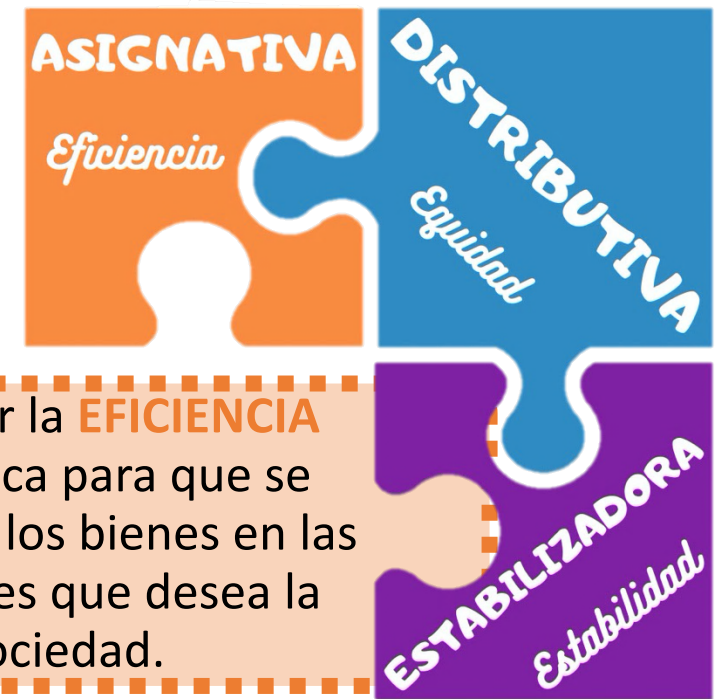 ASIGNATIVA
Eficiencia
DISTRIBUTIVA
Equidad
r la EFICIENCIA
ca para que se
los bienes en las
es que desea la
ociedad.
ESTABILIZADORA
Estabilidad